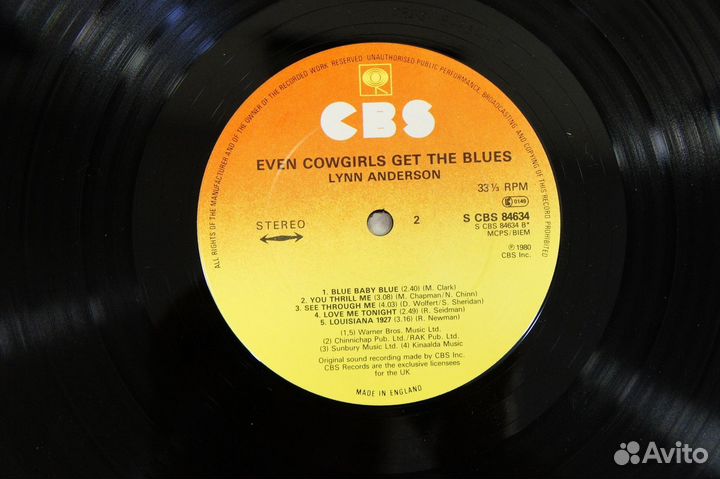 ALL RIGHTS OF THE MANUFACTURER AND OF THE OWNER OF THE RECORDED WORK RESERVED. UNAUTHORISED PUBLIC PERFORMANCE, BROADCASTING AND COPYING OF THIS RECORD PROHIBITED
CBS
EVEN COWGIRLS GET THE BLUES
LYNN ANDERSON
33⅓ RPM
0149
STEREO
2
S CBS 84634
S CBS 84634 B*
MCPS/BIEM
℗ 1980
CBS Inc.
1. BLUE BABY BLUE (2.40) (M. Clark)
2. YOU THRILL ME (3.08) (M. Chapman/N. Chinn)
3. SEE THROUGH ME (4.03) (D. Wolfert/S. Sheridan)
4. LOVE ME TONIGHT (2.49) (R. Seidman)
5. LOUISIANA 1927 (3.16) (R. Newman)
(1,5) Warner Bros. Music Ltd.
(2) Chinnichap Pub. Ltd./RAK Pub. Ltd.
(3) Sunbury Music Ltd. (4) Kinaalda Music
Original sound recording made by CBS Inc.
CBS Records are the exclusive licensees
for the UK
MADE IN ENGLAND
Avito